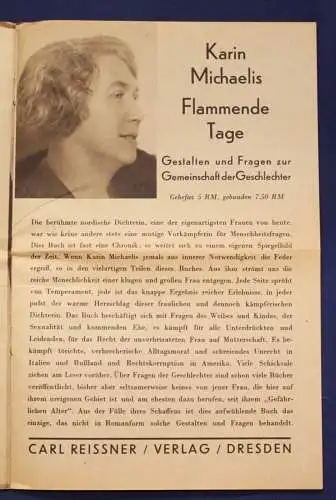 Karin
Michaelis
Flammende
Tage
Gestalten und Fragen zur
Gemeinschaft der Geschlechter
Geheftet 5 RM, gebunden 7.50 RM
Die berühmte nordische Dichterin, eine der eigenartigsten Frauen von heute,
war wie keine andere stets eine mutige Vorkämpferin für Menschheitsfragen.
Dies Buch ist fast eine Chronik; es weitet sich zu einem eigenen Spiegelbild
der Zeit. Wenn Karin Michaelis jemals aus innerer Notwendigkeit die Feder
ergriff, so in den vielartigen Teilen dieses Buches. Aus ihm strömt uns die
reiche Menschlichkeit einer klugen und großen Frau entgegen. Jede Seite sprüht
von Temperament, jede ist das knappe Ergebnis reicher Erlebnisse, in jeder
pulst der warme Herzschlag dieser fraulichen und dennoch kämpferischen
Dichterin. Das Buch beschäftigt sich mit Fragen des Weibes und Kindes, der
Sexualität und kommenden Ehe, es kämpft für alle Unterdrückten und
Leidenden, für das Recht der unverheirateten Frau auf Mutterschaft. Es be-
kämpft törichte, verbrecherische Alltagsmoral und schreiendes Unrecht in
Italien und Rußland und Rechtskorruption in Amerika. Viele Schicksale
ziehen am Leser vorüber. Über Fragen der Geschlechter sind schon viele Bücher
veröffentlicht, bisher aber seltsamerweise keines von jener Frau, die hier auf
ihrem ureigenen Gebiet ist und am ehesten dazu berufen, seit ihrem „Gefähr-
lichen Alter“. Aus der Fülle ihres Schaffens ist dies aufwühlende Buch das
einzige, das nicht in Romanform solche Gestalten und Fragen behandelt.
CARL REISSNER / VERLAG / DRESDEN